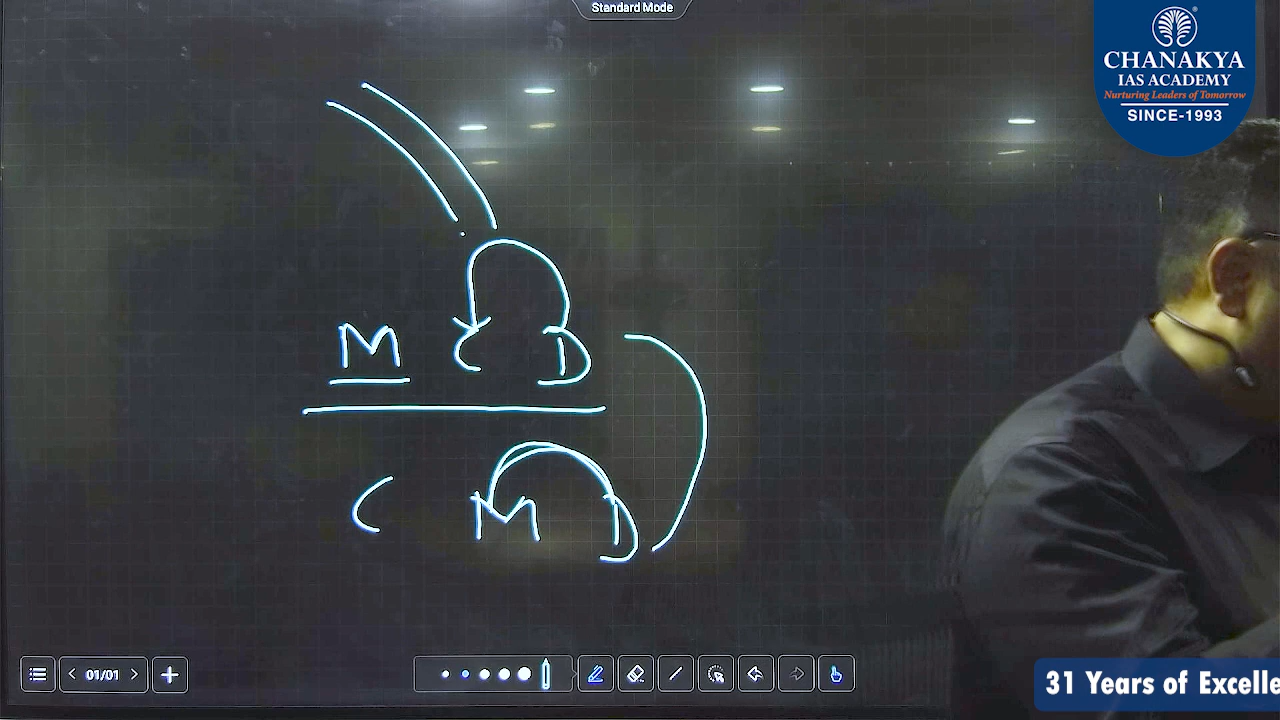 Standard Mode
CHANAKYA
IAS ACADEMY
Nurturing Leaders of Tomorrow
SINCE-1993
M C D
C M D
01/01
31 Years of Excelle